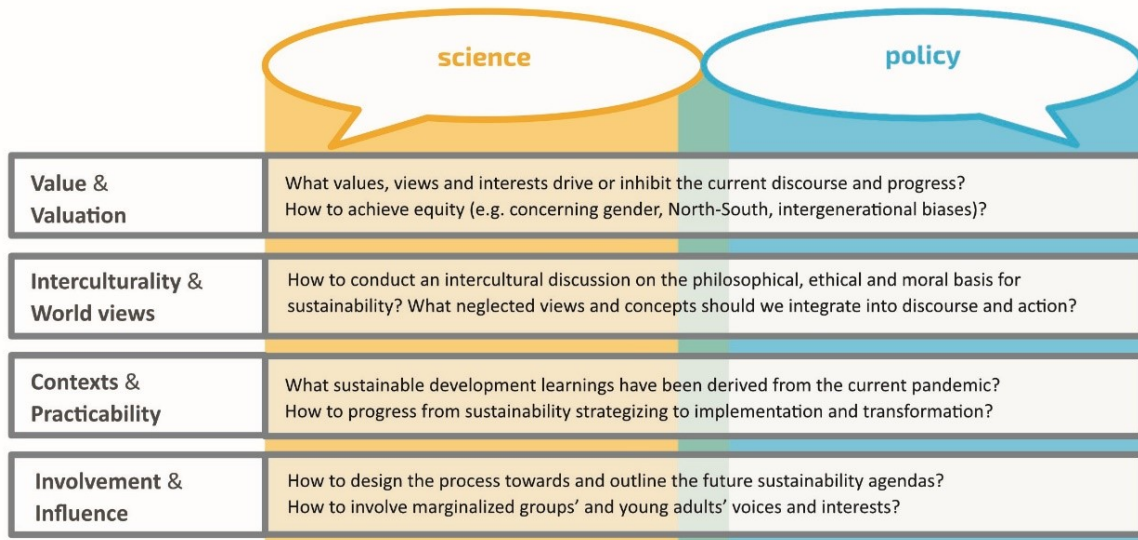 science
policy
Value &
Valuation
What values, views and interests drive or inhibit the current discourse and progress?
How to achieve equity (e.g. concerning gender, North-South, intergenerational biases)?
Interculturality &
World views
How to conduct an intercultural discussion on the philosophical, ethical and moral basis for
sustainability? What neglected views and concepts should we integrate into discourse and action?
Contexts &
Practicability
What sustainable development learnings have been derived from the current pandemic?
How to progress from sustainability strategizing to implementation and transformation?
Involvement &
Influence
How to design the process towards and outline the future sustainability agendas?
How to involve marginalized groups’ and young adults’ voices and interests?